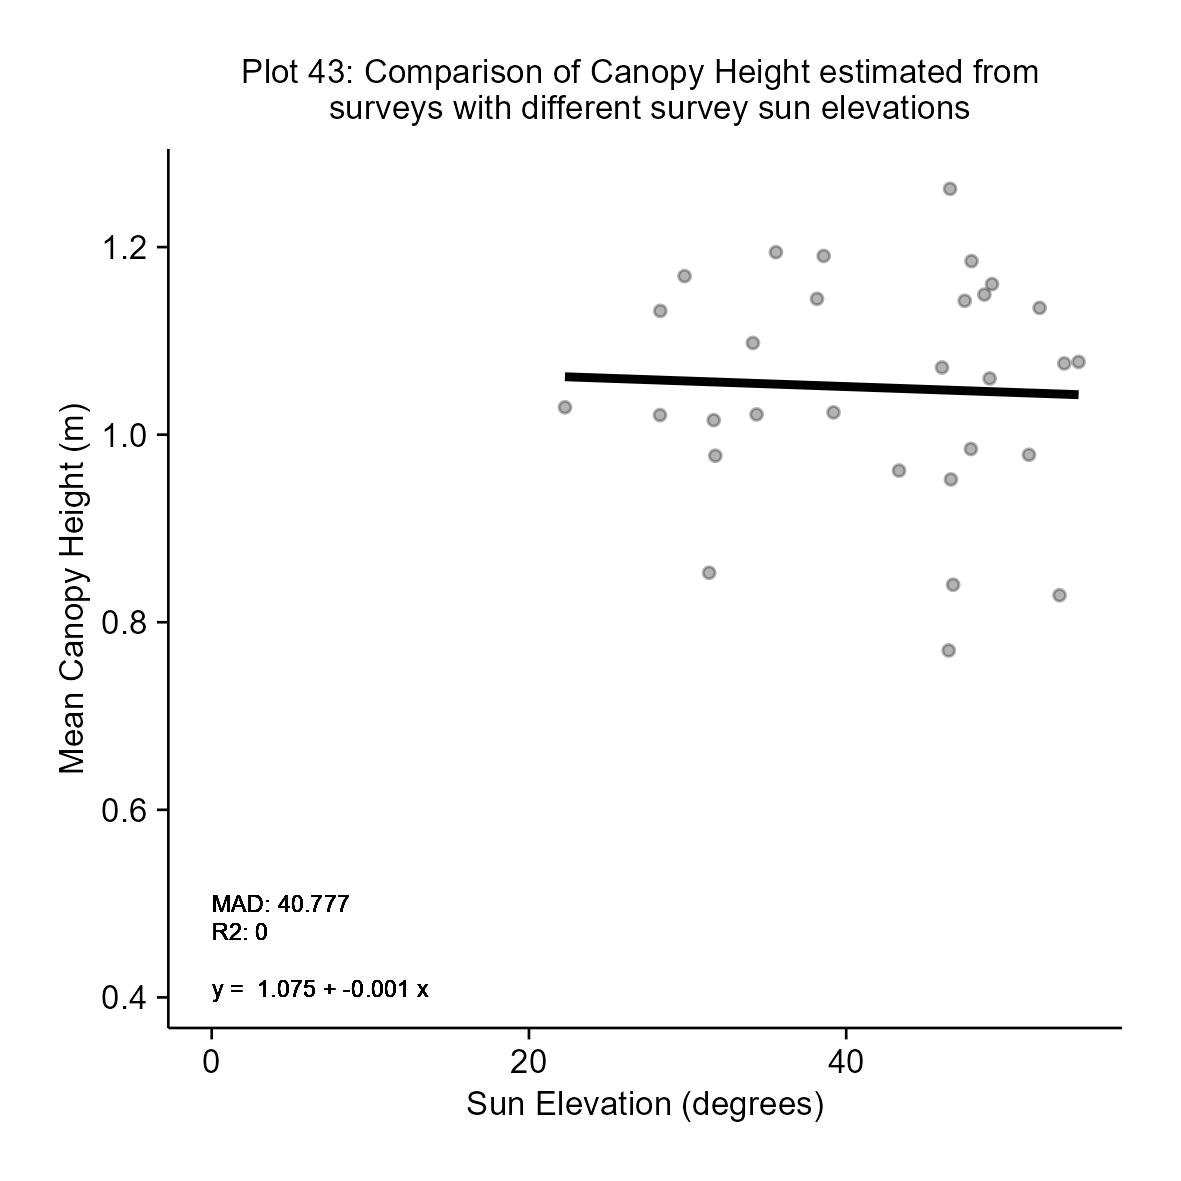 Plot 43: Comparison of Canopy Height estimated from
surveys with different survey sun elevations
Mean Canopy Height (m)
1.2
1.0
0.8
0.6
0.4
MAD: 40.777
R2: 0
y =  1.075 + -0.001 x
0 20 40
Sun Elevation (degrees)